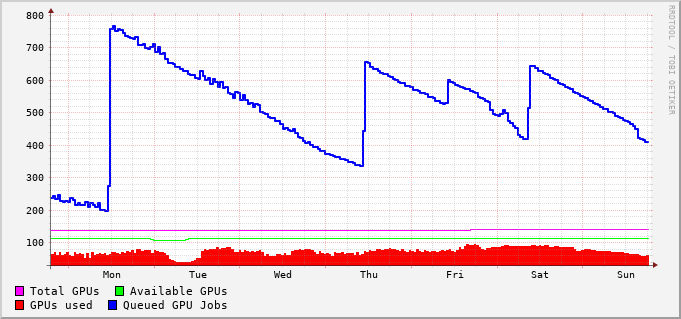 800
700
600
500
400
300
200
100
Mon Tue Wed Thu Fri Sat Sun
Total GPUs Available GPUs
GPUs used Queued GPU Jobs
RRDTOOL / TOBI OETIKER